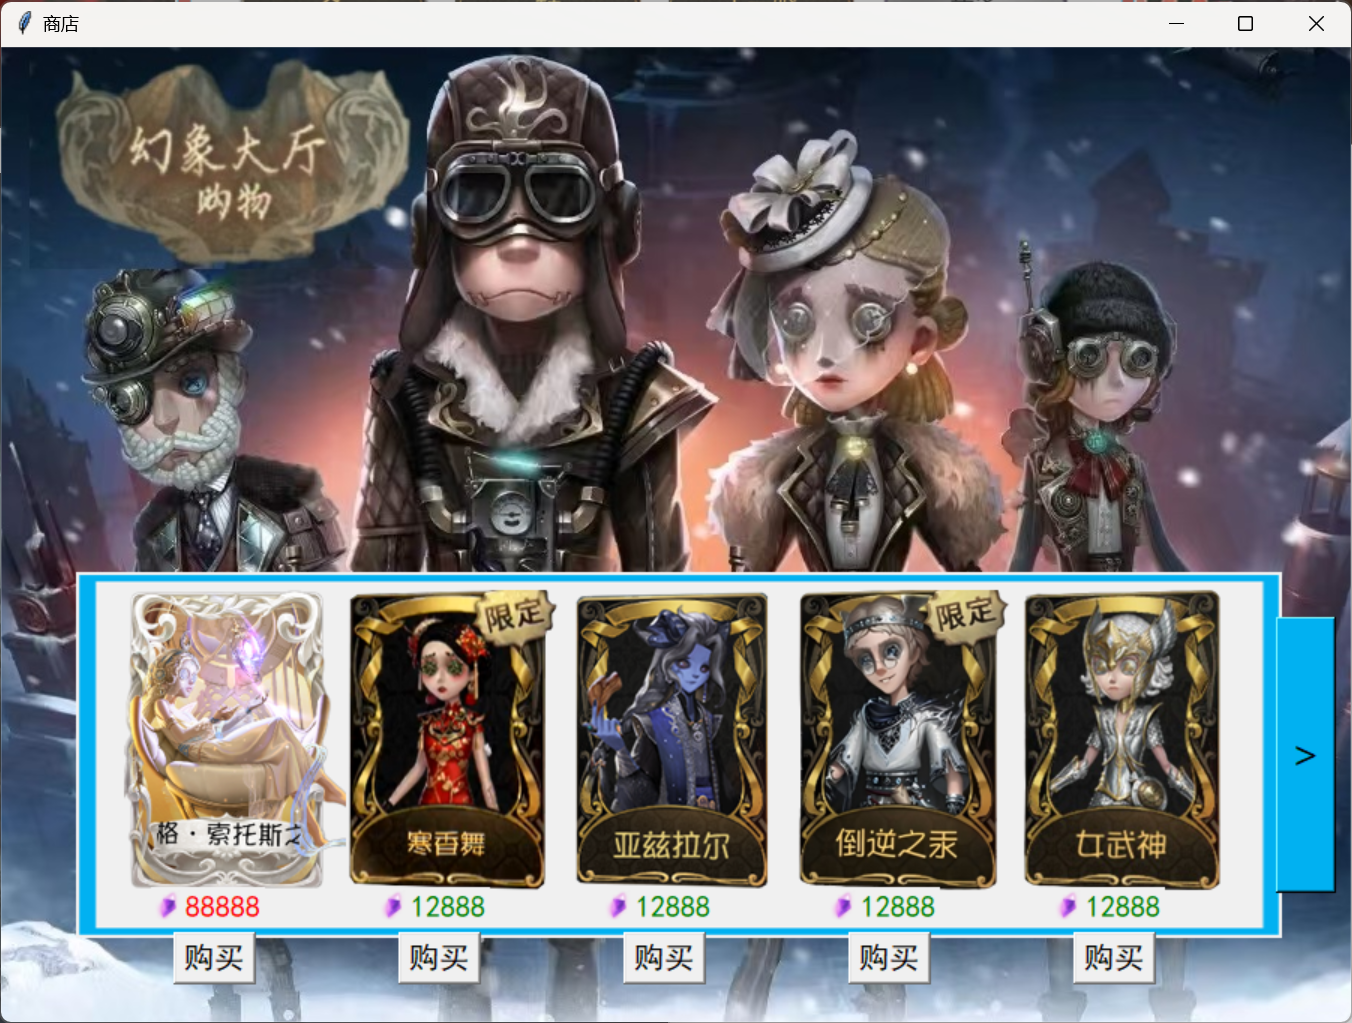 商店
幻象大厅
购物
限定
限定
格·索托斯之
寒香舞
亚兹拉尔
倒逆之汞
女武神
88888
12888
12888
12888
12888
购买
购买
购买
购买
购买
>